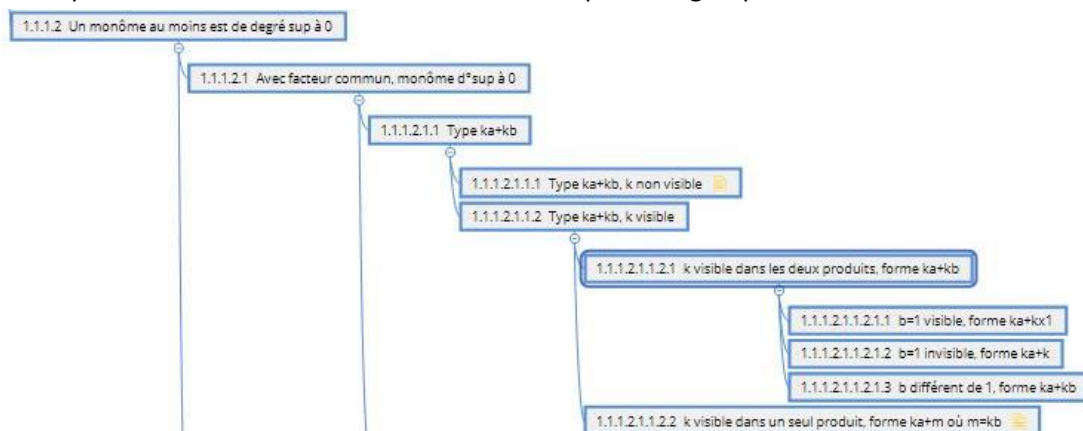 1.1.1.2 Un monôme au moins est de degré sup à 0
1.1.1.2.1 Avec facteur commun, monôme d°sup à 0
1.1.1.2.1.1 Type ka+kb
1.1.1.2.1.1.1 Type ka+kb, k non visible
1.1.1.2.1.1.2 Type ka+kb, k visible
1.1.1.2.1.1.2.1 k visible dans les deux produits, forme ka+kb
1.1.1.2.1.1.2.1.1 b=1 visible, forme ka+kx1
1.1.1.2.1.1.2.1.2 b=1 invisible, forme ka+k
1.1.1.2.1.1.2.1.3 b différent de 1, forme ka+kb
1.1.1.2.1.1.2.2 k visible dans un seul produit, forme ka+m où m=kb